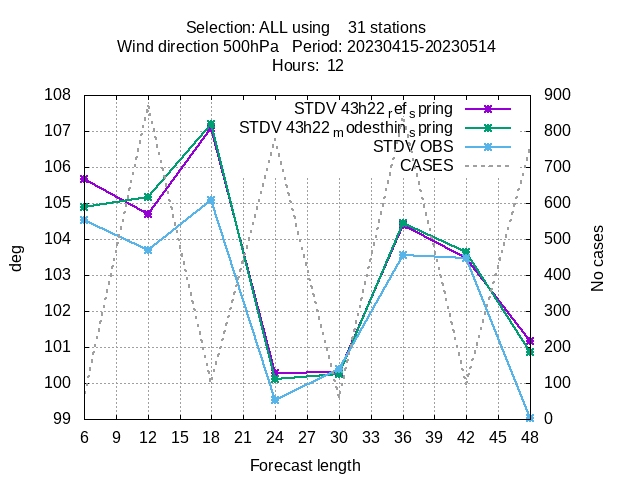 Selection: ALL using    31 stations
Wind direction 500hPa   Period: 20230415-20230514
Hours:  12
108
107
106
105
104
103
102
101
100
99
deg
900
800
700
600
500
400
300
200
100
0
No cases
STDV 43h22_ref_spring
STDV 43h22_modesthin_spring
STDV OBS
CASES
6 9 12 15 18 21 24 27 30 33 36 39 42 45 48
Forecast length